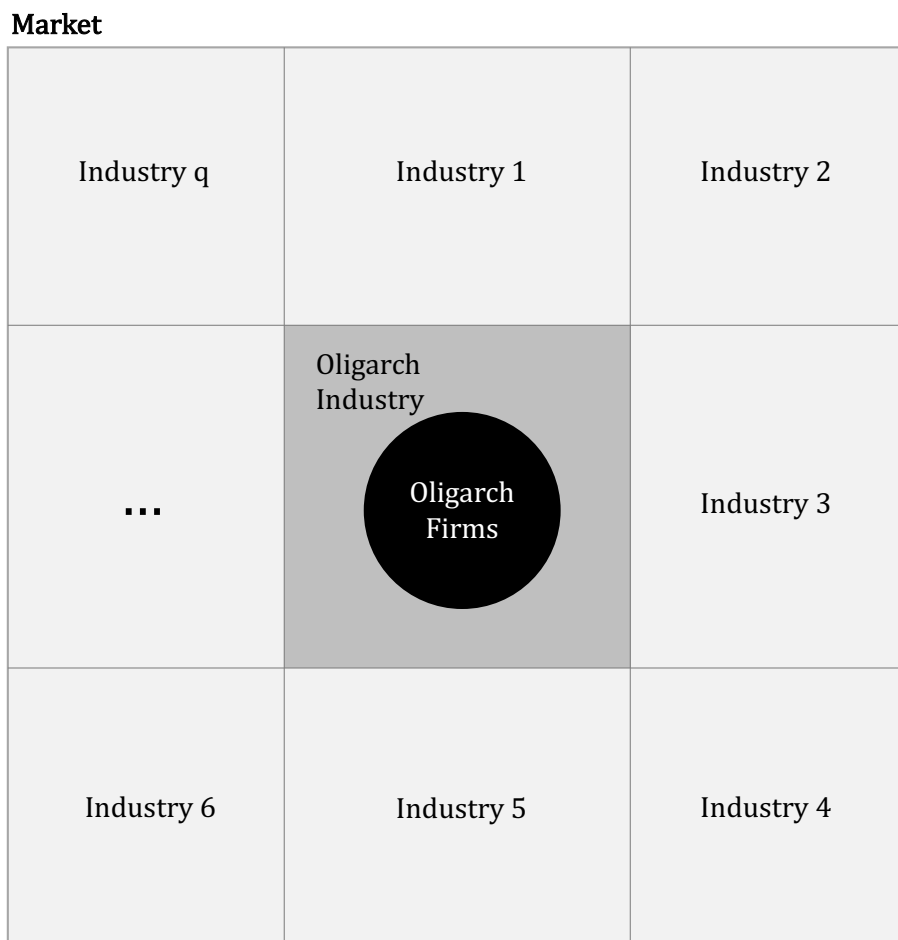 Market
Industry q
Industry 1
Industry 2
Oligarch
Industry
...
Oligarch
Firms
Industry 3
Industry 6
Industry 5
Industry 4